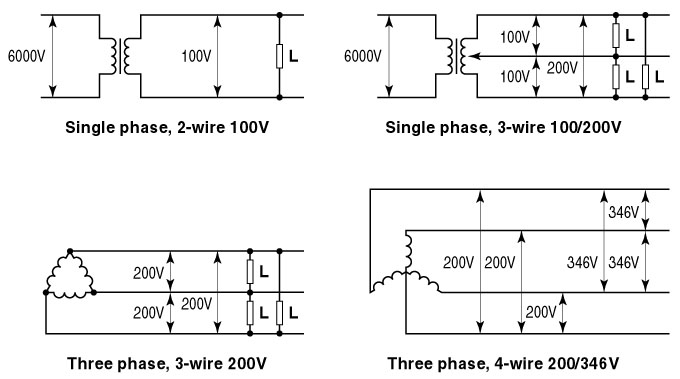 6000V
100V
L
Single phase, 2-wire 100V
6000V
100V
100V
200V
L
L
L
Single phase, 3-wire 100/200V
200V
200V
200V
L
L
L
Three phase, 3-wire 200V
200V
200V
200V
346V
346V
346V
Three phase, 4-wire 200/346V